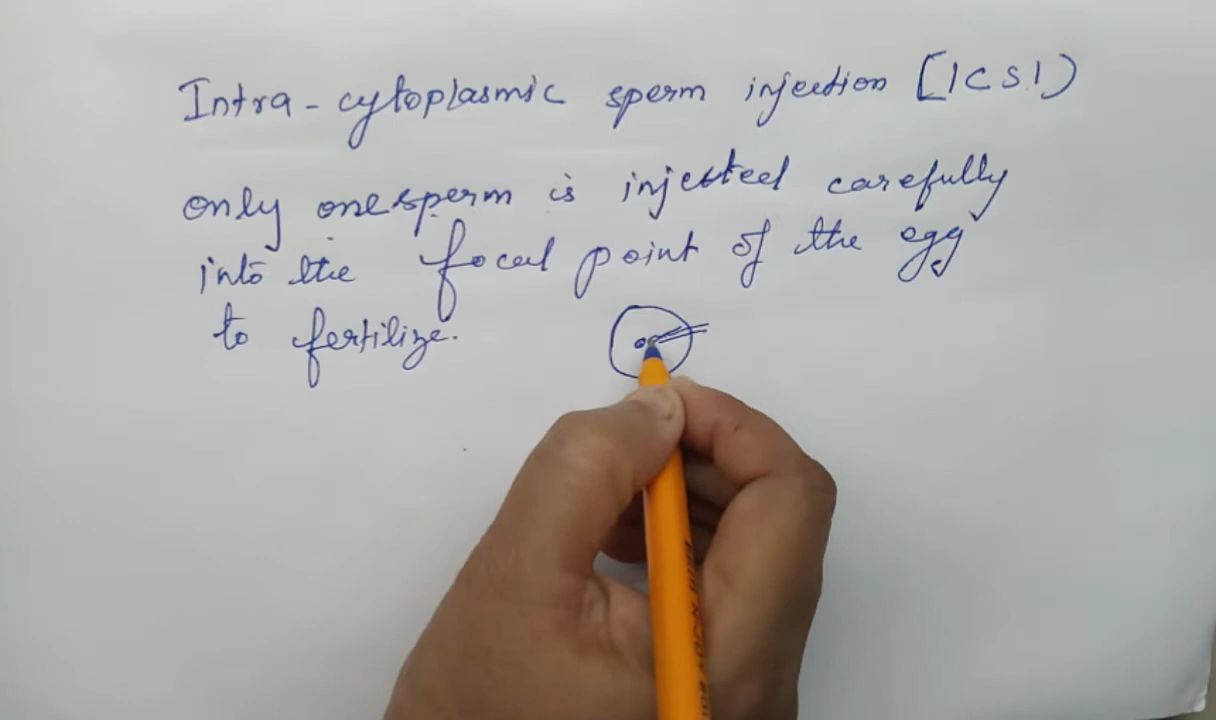 Intra-cytoplasmic sperm injection [ICSI)
only one sperm is injected carefully
into the focal point of the egg
to fertilize.